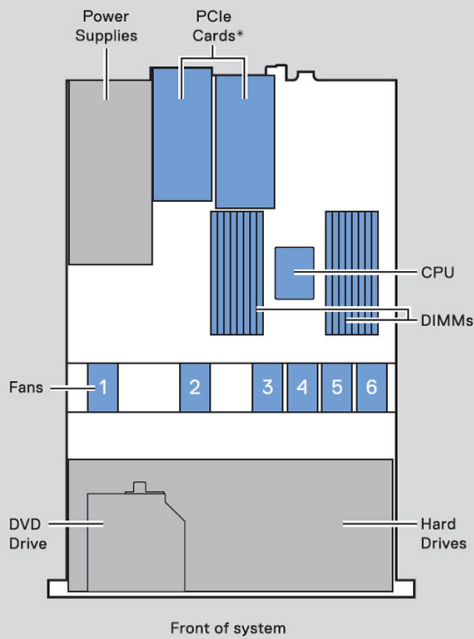 Power
Supplies
PCIe
Cards*
CPU
DIMMs
Fans
1
2
3
4
5
6
DVD
Drive
Hard
Drives
Front of system